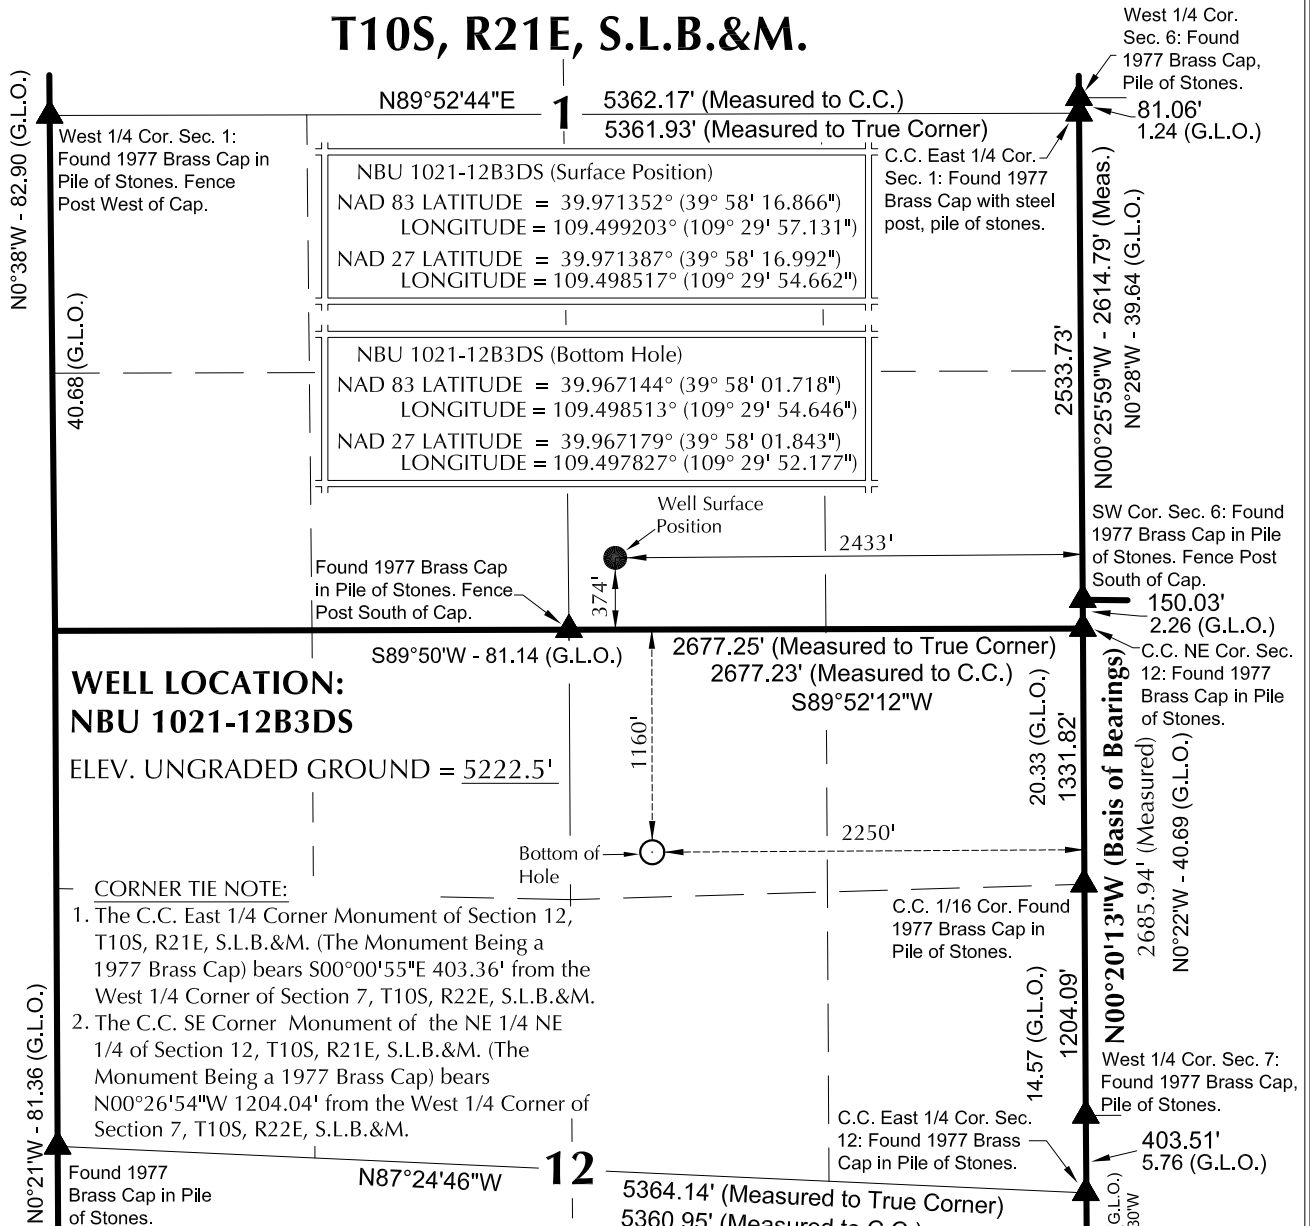 T10S, R21E, S.L.B.&M.
West 1/4 Cor.
Sec. 6: Found
1977 Brass Cap,
Pile of Stones.
N89°52'44"E
1
5362.17' (Measured to C.C.)
5361.93' (Measured to True Corner)
81.06'
1.24 (G.L.O.)
N0°38'W - 82.90 (G.L.O.)
West 1/4 Cor. Sec. 1:
Found 1977 Brass Cap in
Pile of Stones. Fence
Post West of Cap.
C.C. East 1/4 Cor.
Sec. 1: Found 1977
Brass Cap with steel
post, pile of stones.
NBU 1021-12B3DS (Surface Position)
NAD 83 LATITUDE = 39.971352° (39° 58' 16.866")
LONGITUDE = 109.499203° (109° 29' 57.131")
NAD 27 LATITUDE = 39.971387° (39° 58' 16.992")
LONGITUDE = 109.498517° (109° 29' 54.662")
NBU 1021-12B3DS (Bottom Hole)
NAD 83 LATITUDE = 39.967144° (39° 58' 01.718")
LONGITUDE = 109.498513° (109° 29' 54.646")
NAD 27 LATITUDE = 39.967179° (39° 58' 01.843")
LONGITUDE = 109.497827° (109° 29' 52.177")
40.68 (G.L.O.)
2533.73'
N00°25'59"W - 2614.79' (Meas.)
N0°28'W - 39.64 (G.L.O.)
Well Surface
Position
2433'
374'
Found 1977 Brass Cap
in Pile of Stones. Fence
Post South of Cap.
SW Cor. Sec. 6: Found
1977 Brass Cap in Pile
of Stones. Fence Post
South of Cap.
150.03'
2.26 (G.L.O.)
S89°50'W - 81.14 (G.L.O.)
2677.25' (Measured to True Corner)
2677.23' (Measured to C.C.)
S89°52'12"W
C.C. NE Cor. Sec.
12: Found 1977
Brass Cap in Pile
of Stones.
WELL LOCATION:
NBU 1021-12B3DS
ELEV. UNGRADED GROUND = 5222.5'
1160'
20.33 (G.L.O.)
1331.82'
N00°20'13"W (Basis of Bearings)
2685.94' (Measured)
N0°22'W - 40.69 (G.L.O.)
2250'
Bottom of
Hole
CORNER TIE NOTE:
1. The C.C. East 1/4 Corner Monument of Section 12,
T10S, R21E, S.L.B.&M. (The Monument Being a
1977 Brass Cap) bears S00°00'55"E 403.36' from the
West 1/4 Corner of Section 7, T10S, R22E, S.L.B.&M.
2. The C.C. SE Corner Monument of the NE 1/4 NE
1/4 of Section 12, T10S, R21E, S.L.B.&M. (The
Monument Being a 1977 Brass Cap) bears
N00°26'54"W 1204.04' from the West 1/4 Corner of
Section 7, T10S, R22E, S.L.B.&M.
C.C. 1/16 Cor. Found
1977 Brass Cap in
Pile of Stones.
14.57 (G.L.O.)
1204.09'
West 1/4 Cor. Sec. 7:
Found 1977 Brass Cap,
Pile of Stones.
N0°21'W - 81.36 (G.L.O.)
C.C. East 1/4 Cor. Sec.
12: Found 1977 Brass
Cap in Pile of Stones.
403.51'
5.76 (G.L.O.)
Found 1977
Brass Cap in Pile
of Stones.
N87°24'46"W
12
5364.14' (Measured to True Corner)
5360.95' (Measured to C.C.)
G.L.O.)
30'W